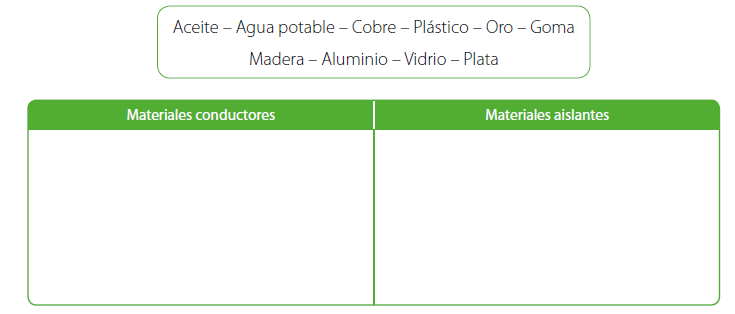 Aceite – Agua potable – Cobre – Plástico – Oro – Goma
Madera – Aluminio – Vidrio – Plata
Materiales conductores
Materiales aislantes